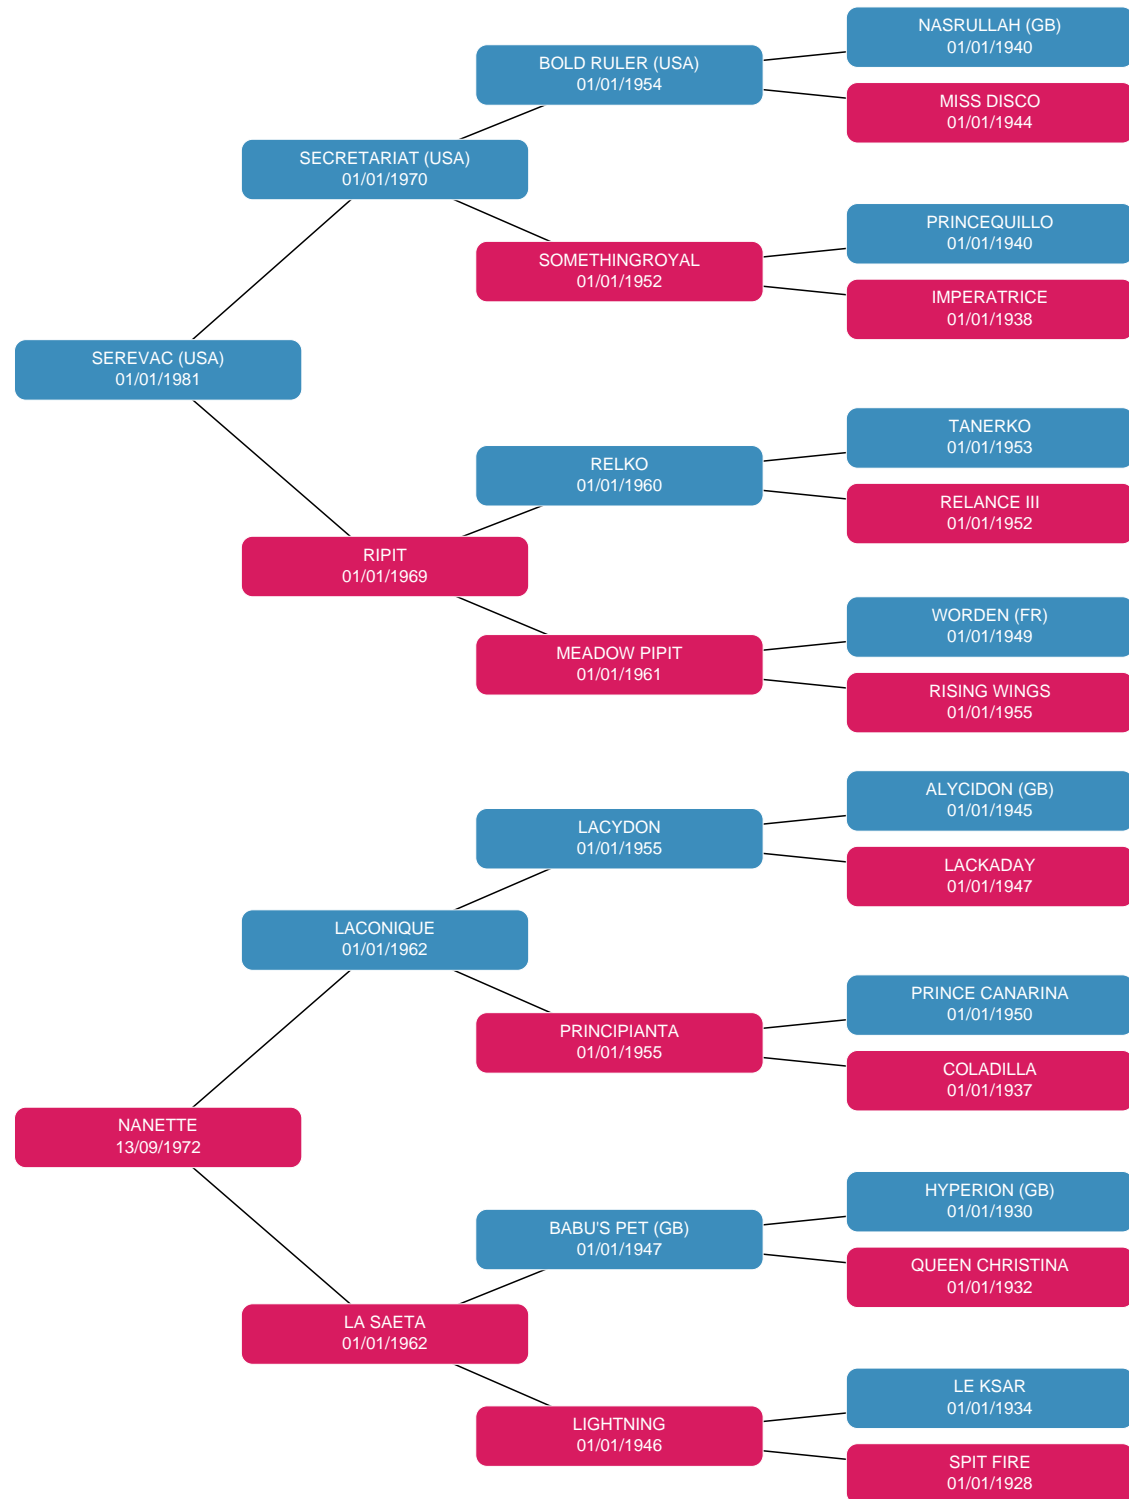 NASRULLAH (GB)
01/01/1940
BOLD RULER (USA)
01/01/1954
MISS DISCO
01/01/1944
SECRETARIAT (USA)
01/01/1970
PRINCEQUILLO
01/01/1940
SOMETHINGROYAL
01/01/1952
IMPERATRICE
01/01/1938
SEREVAC (USA)
01/01/1981
TANERKO
01/01/1953
RELKO
01/01/1960
RELANCE III
01/01/1952
RIPIT
01/01/1969
WORDEN (FR)
01/01/1949
MEADOW PIPIT
01/01/1961
RISING WINGS
01/01/1955
ALYCIDON (GB)
01/01/1945
LACYDON
01/01/1955
LACKADAY
01/01/1947
LACONIQUE
01/01/1962
PRINCE CANARINA
01/01/1950
PRINCIPIANTA
01/01/1955
COLADILLA
01/01/1937
NANETTE
13/09/1972
HYPERION (GB)
01/01/1930
BABU'S PET (GB)
01/01/1947
QUEEN CHRISTINA
01/01/1932
LA SAETA
01/01/1962
LE KSAR
01/01/1934
LIGHTNING
01/01/1946
SPIT FIRE
01/01/1928